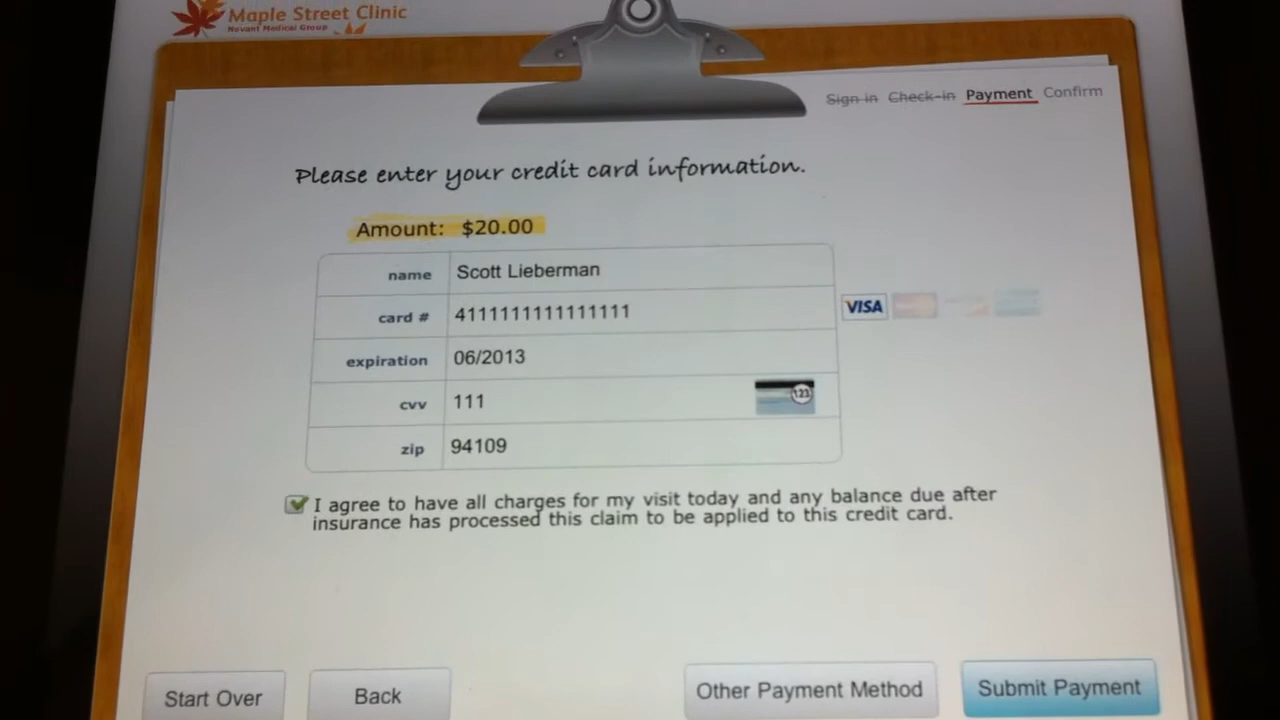 Maple Street Clinic
Novant Medical Group
Sign in Check-in Payment Confirm
Please enter your credit card information.
Amount: $20.00
name Scott Lieberman
card # 4111111111111111
VISA
expiration 06/2013
cvv 111
123
zip 94109
I agree to have all charges for my visit today and any balance due after
insurance has processed this claim to be applied to this credit card.
Start Over Back Other Payment Method Submit Payment